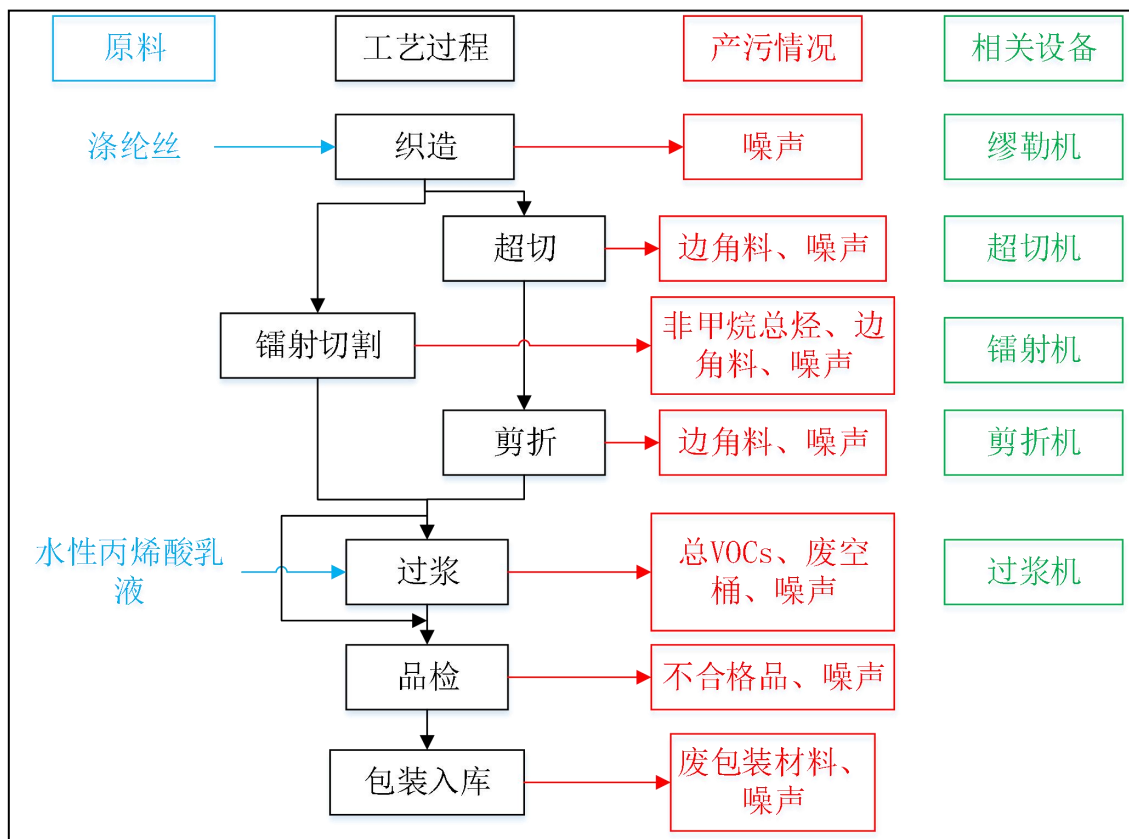 原料
工艺过程
产污情况
相关设备
涤纶丝
织造
噪声
缪勒机
超切
边角料、噪声
超切机
镭射切割
非甲烷总烃、边
角料、噪声
镭射机
剪折
边角料、噪声
剪折机
水性丙烯酸乳
液
过浆
总VOCs、废空
桶、噪声
过浆机
品检
不合格品、噪声
包装入库
废包装材料、
噪声